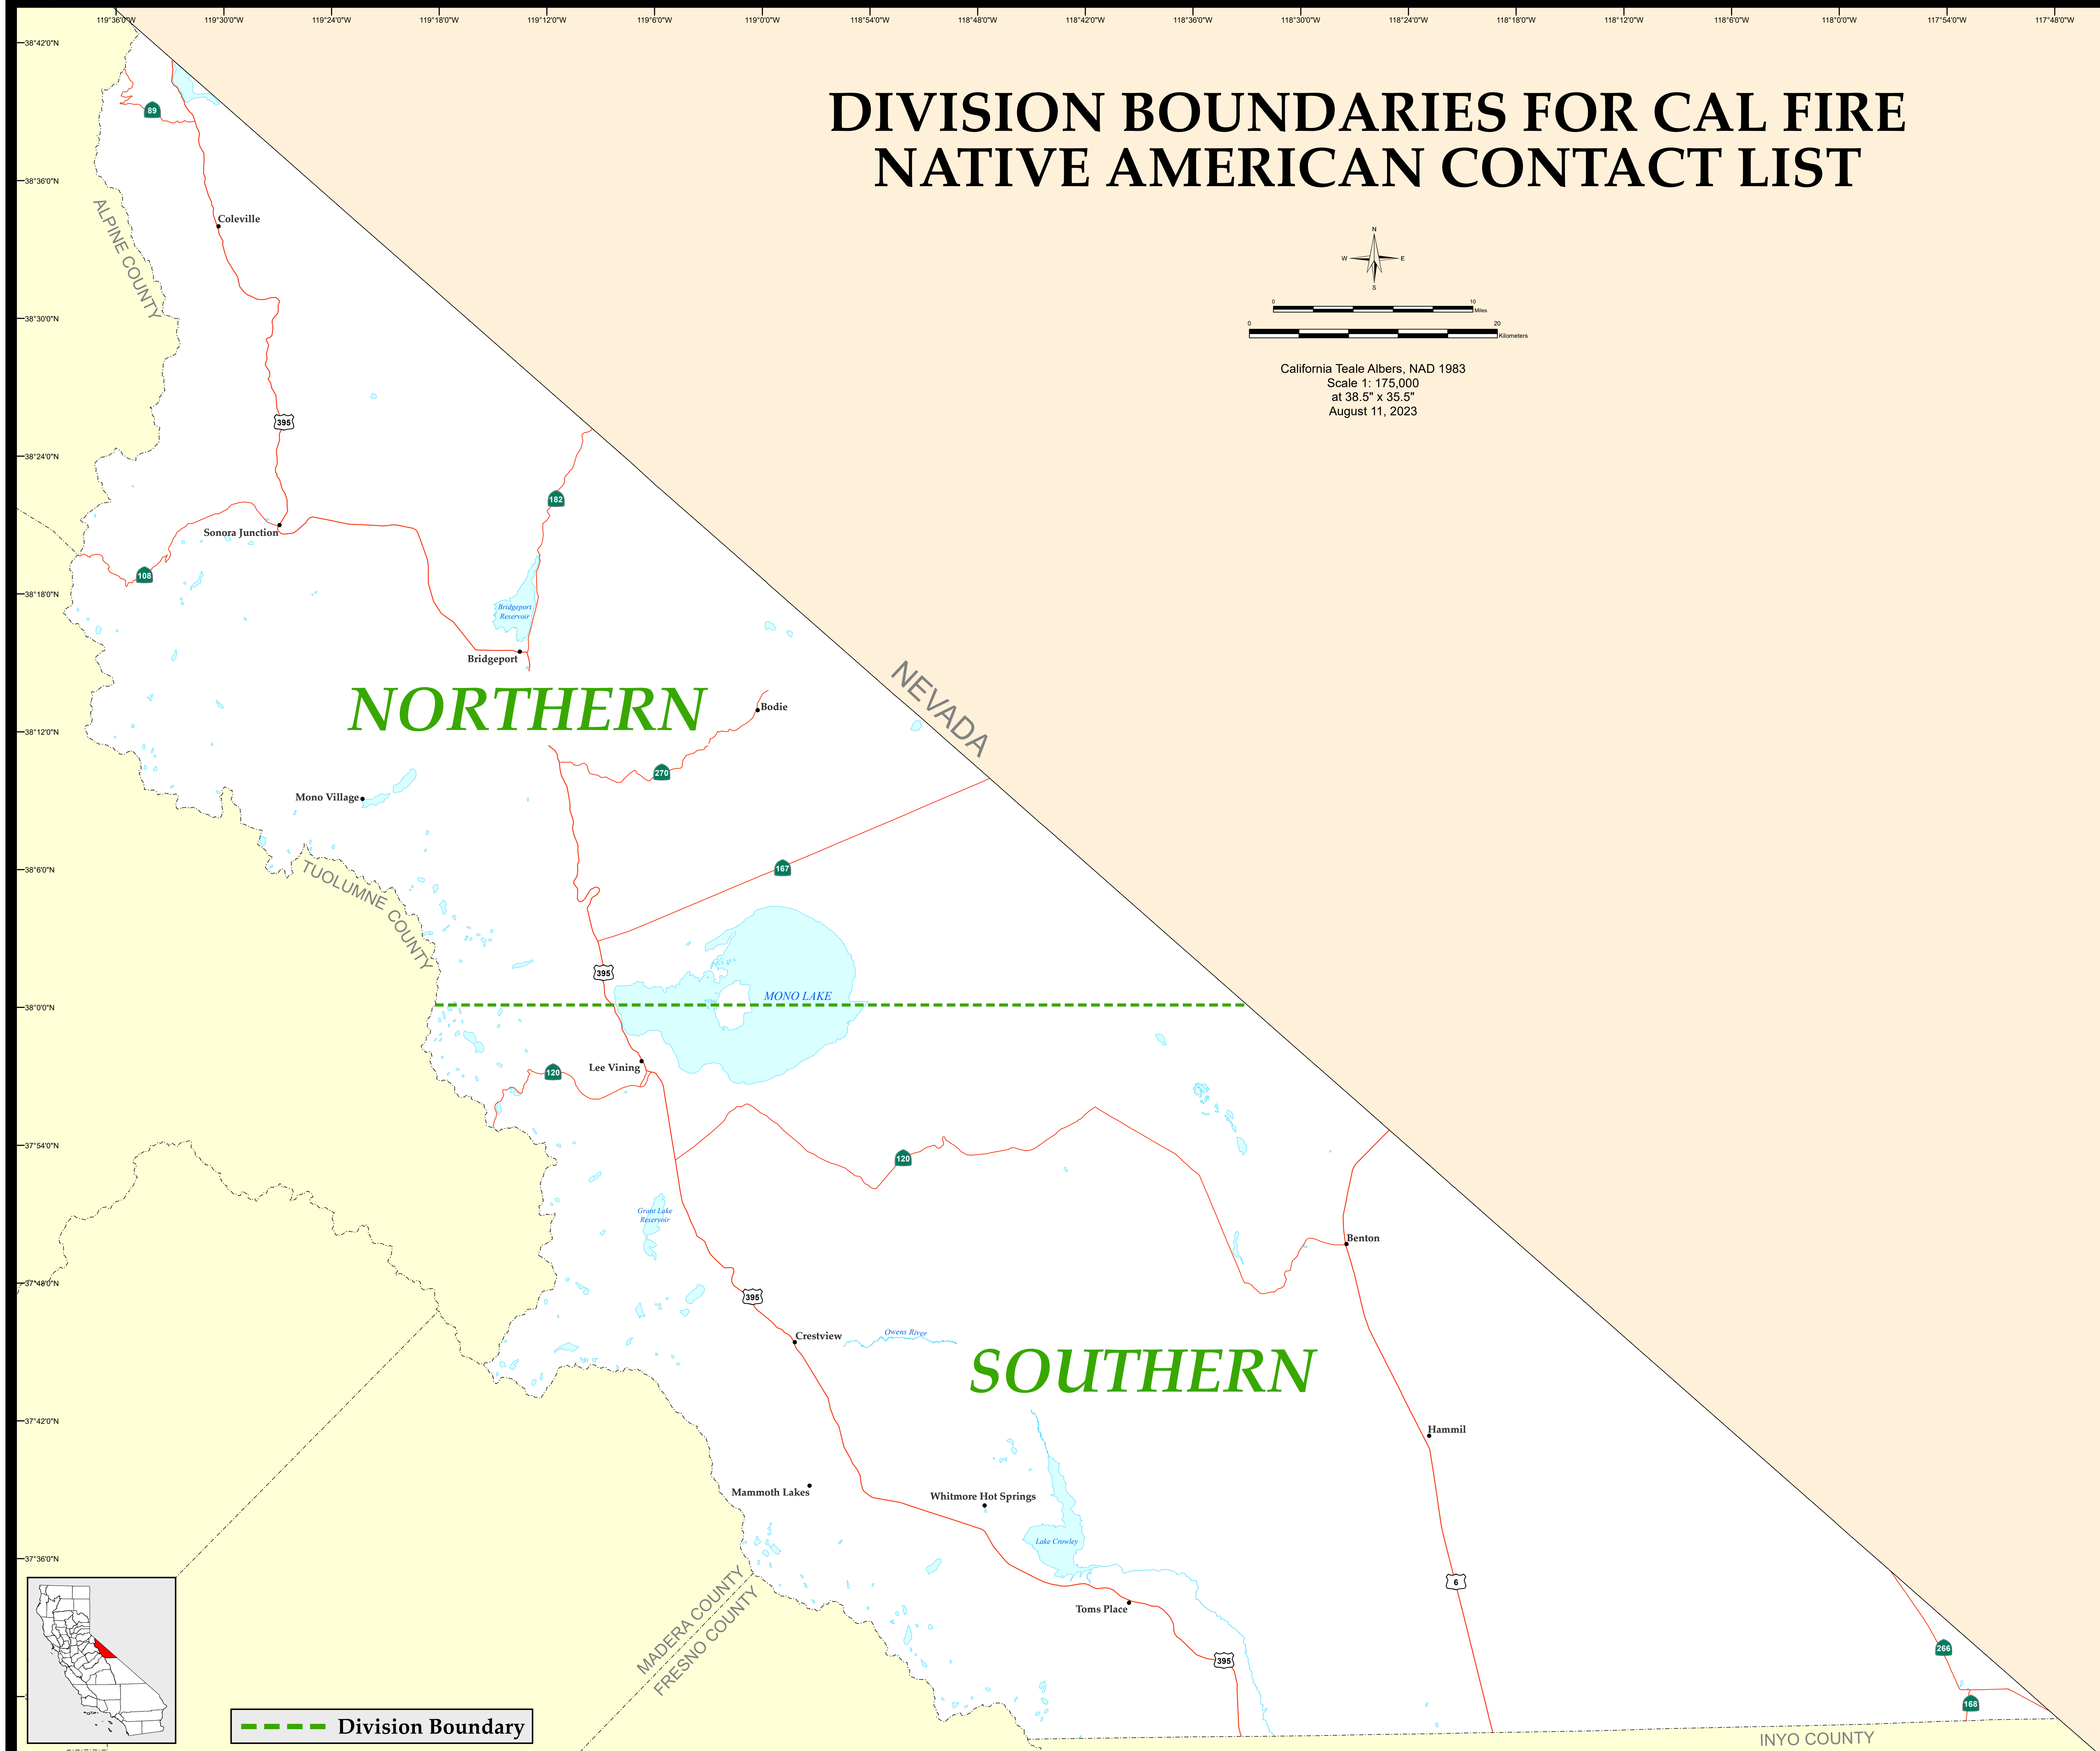 119°36'0"W
119°30'0"W
119°24'0"W
119°18'0"W
119°12'0"W
119°6'0"W
119°0'0"W
118°54'0"W
118°48'0"W
118°42'0"W
118°36'0"W
118°30'0"W
118°24'0"W
118°18'0"W
118°12'0"W
118°6'0"W
118°0'0"W
117°54'0"W
117°48'0"W
38°42'0"N
38°36'0"N
38°30'0"N
38°24'0"N
38°18'0"N
38°12'0"N
38°6'0"N
38°0'0"N
37°54'0"N
37°48'0"N
37°42'0"N
37°36'0"N
DIVISION BOUNDARIES FOR CAL FIRE
NATIVE AMERICAN CONTACT LIST
N
W
E
S
0
10
Miles
0
20
Kilometers
California Teale Albers, NAD 1983
Scale 1: 175,000
at 38.5" x 35.5"
August 11, 2023
89
Coleville
ALPINE COUNTY
395
182
Sonora Junction
108
Bridgeport
Reservoir
Bridgeport
NORTHERN
NEVADA
Bodie
270
Mono Village
167
TUOLUMNE COUNTY
395
MONO LAKE
Lee Vining
120
120
Grant Lake
Reservoir
Benton
395
Crestview
Owens River
SOUTHERN
Hammil
Mammoth Lakes
Whitmore Hot Springs
Lake Crowley
6
Toms Place
MADERA COUNTY
FRESNO COUNTY
395
266
168
INYO COUNTY
Division Boundary